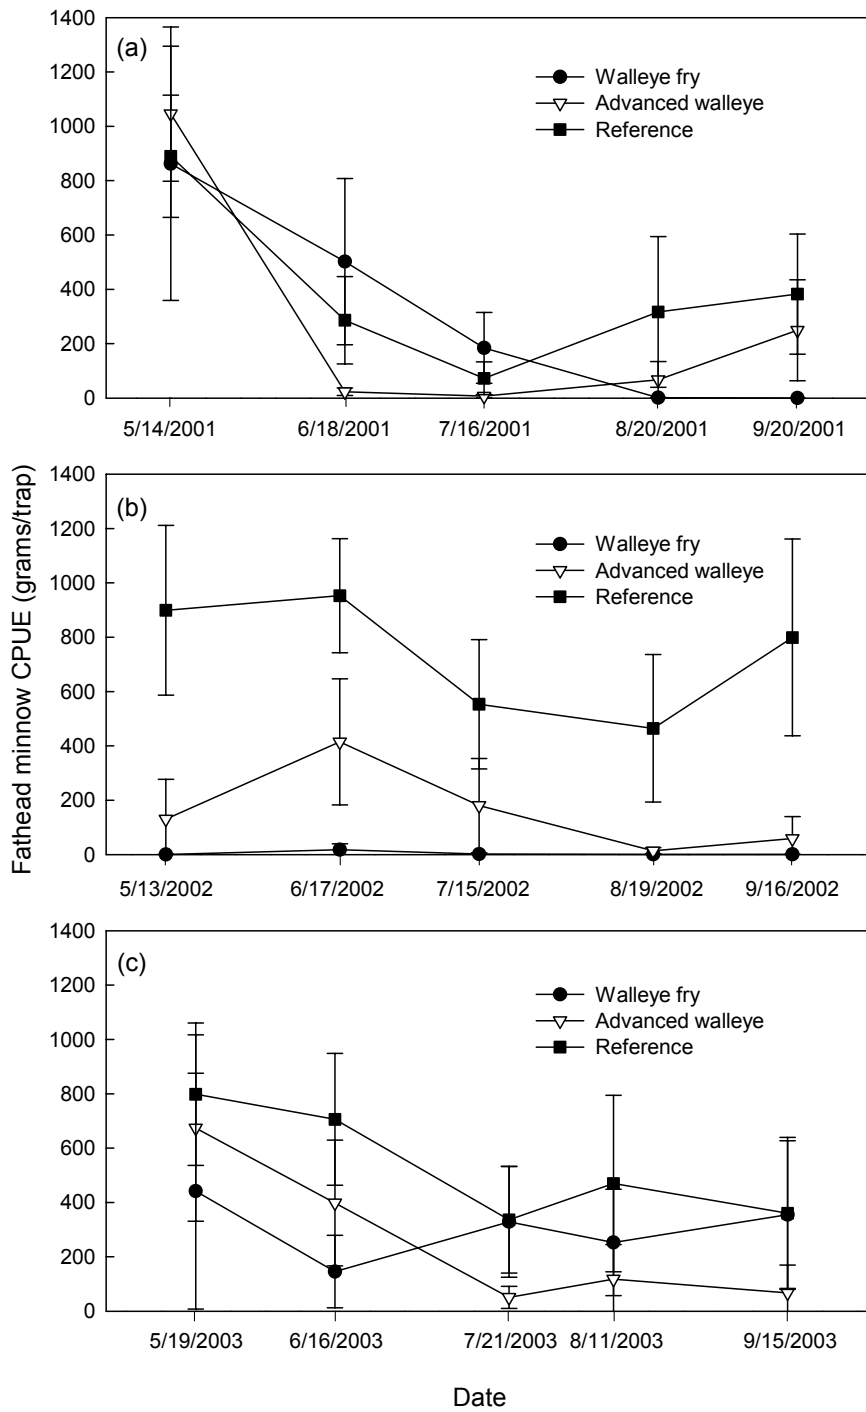 Fathead minnow CPUE (grams/trap)
(a)
1400
1200
1000
800
600
400
200
0
Walleye fry
Advanced walleye
Reference
5/14/2001 6/18/2001 7/16/2001 8/20/2001 9/20/2001
(b)
1400
1200
1000
800
600
400
200
0
Walleye fry
Advanced walleye
Reference
5/13/2002 6/17/2002 7/15/2002 8/19/2002 9/16/2002
(c)
1400
1200
1000
800
600
400
200
0
Walleye fry
Advanced walleye
Reference
5/19/2003 6/16/2003 7/21/2003 8/11/2003 9/15/2003
Date